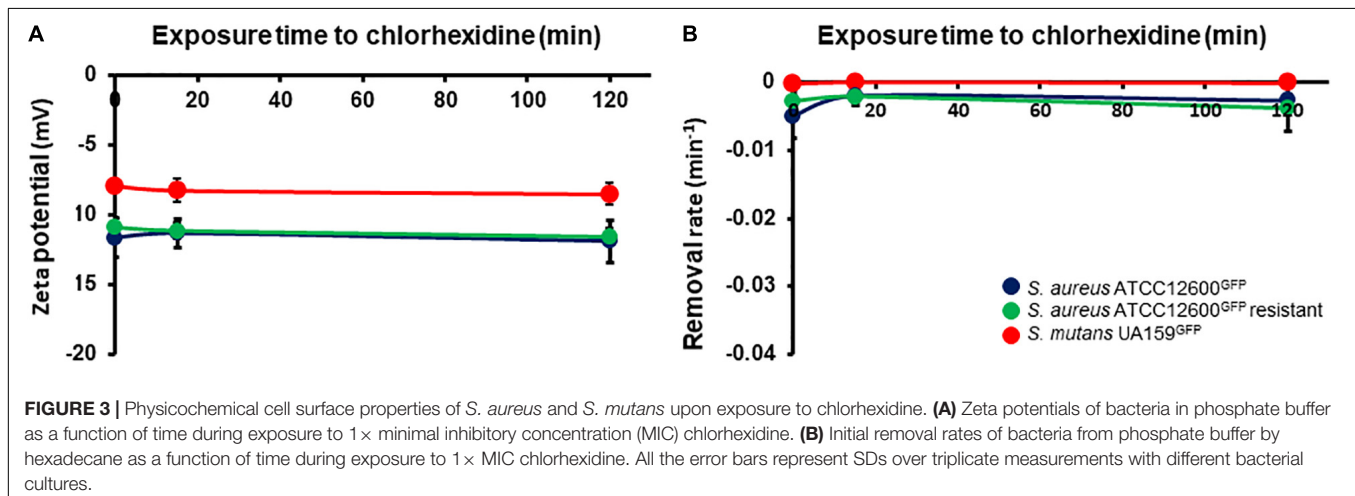 A
Exposure time to chlorhexidine (min)
0
0
20
40
60
80
100
120
-5
10
15
-20
Zeta potential (mV)
B
Exposure time to chlorhexidine (min)
0
0
20
40
60
80
100
120
-0.01
-0.02
-0.03
-0.04
Removal rate (min-1)
S. aureus ATCC12600GFP
S. aureus ATCC12600GFP resistant
S. mutans UA159GFP
FIGURE 3 | Physicochemical cell surface properties of S. aureus and S. mutans upon exposure to chlorhexidine. (A) Zeta potentials of bacteria in phosphate buffer
as a function of time during exposure to 1× minimal inhibitory concentration (MIC) chlorhexidine. (B) Initial removal rates of bacteria from phosphate buffer by
hexadecane as a function of time during exposure to 1× MIC chlorhexidine. All the error bars represent SDs over triplicate measurements with different bacterial
cultures.